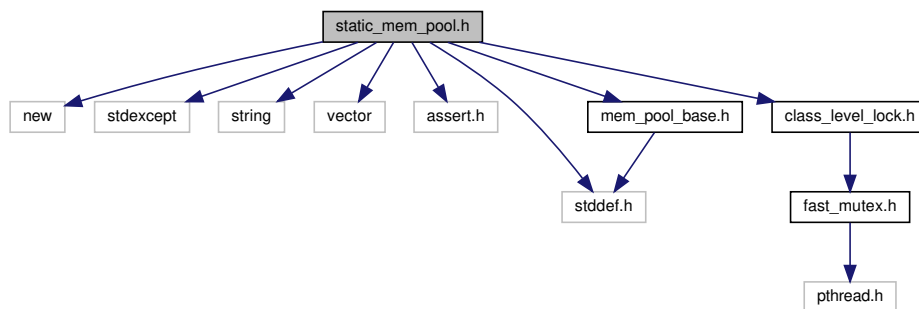 static_mem_pool.h
new
stdexcept
string
vector
assert.h
mem_pool_base.h
class_level_lock.h
stddef.h
fast_mutex.h
pthread.h